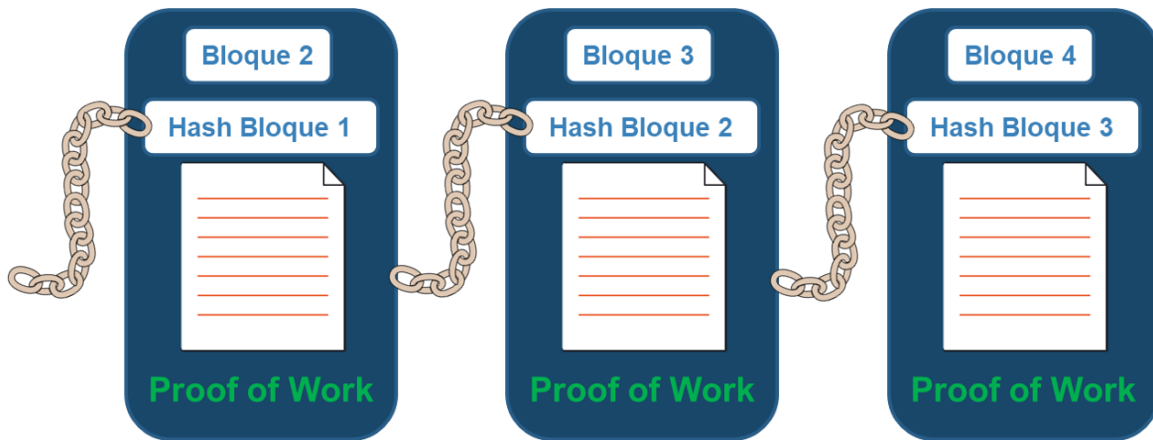 Bloque 2
Hash Bloque 1
Proof of Work
Bloque 3
Hash Bloque 2
Proof of Work
Bloque 4
Hash Bloque 3
Proof of Work